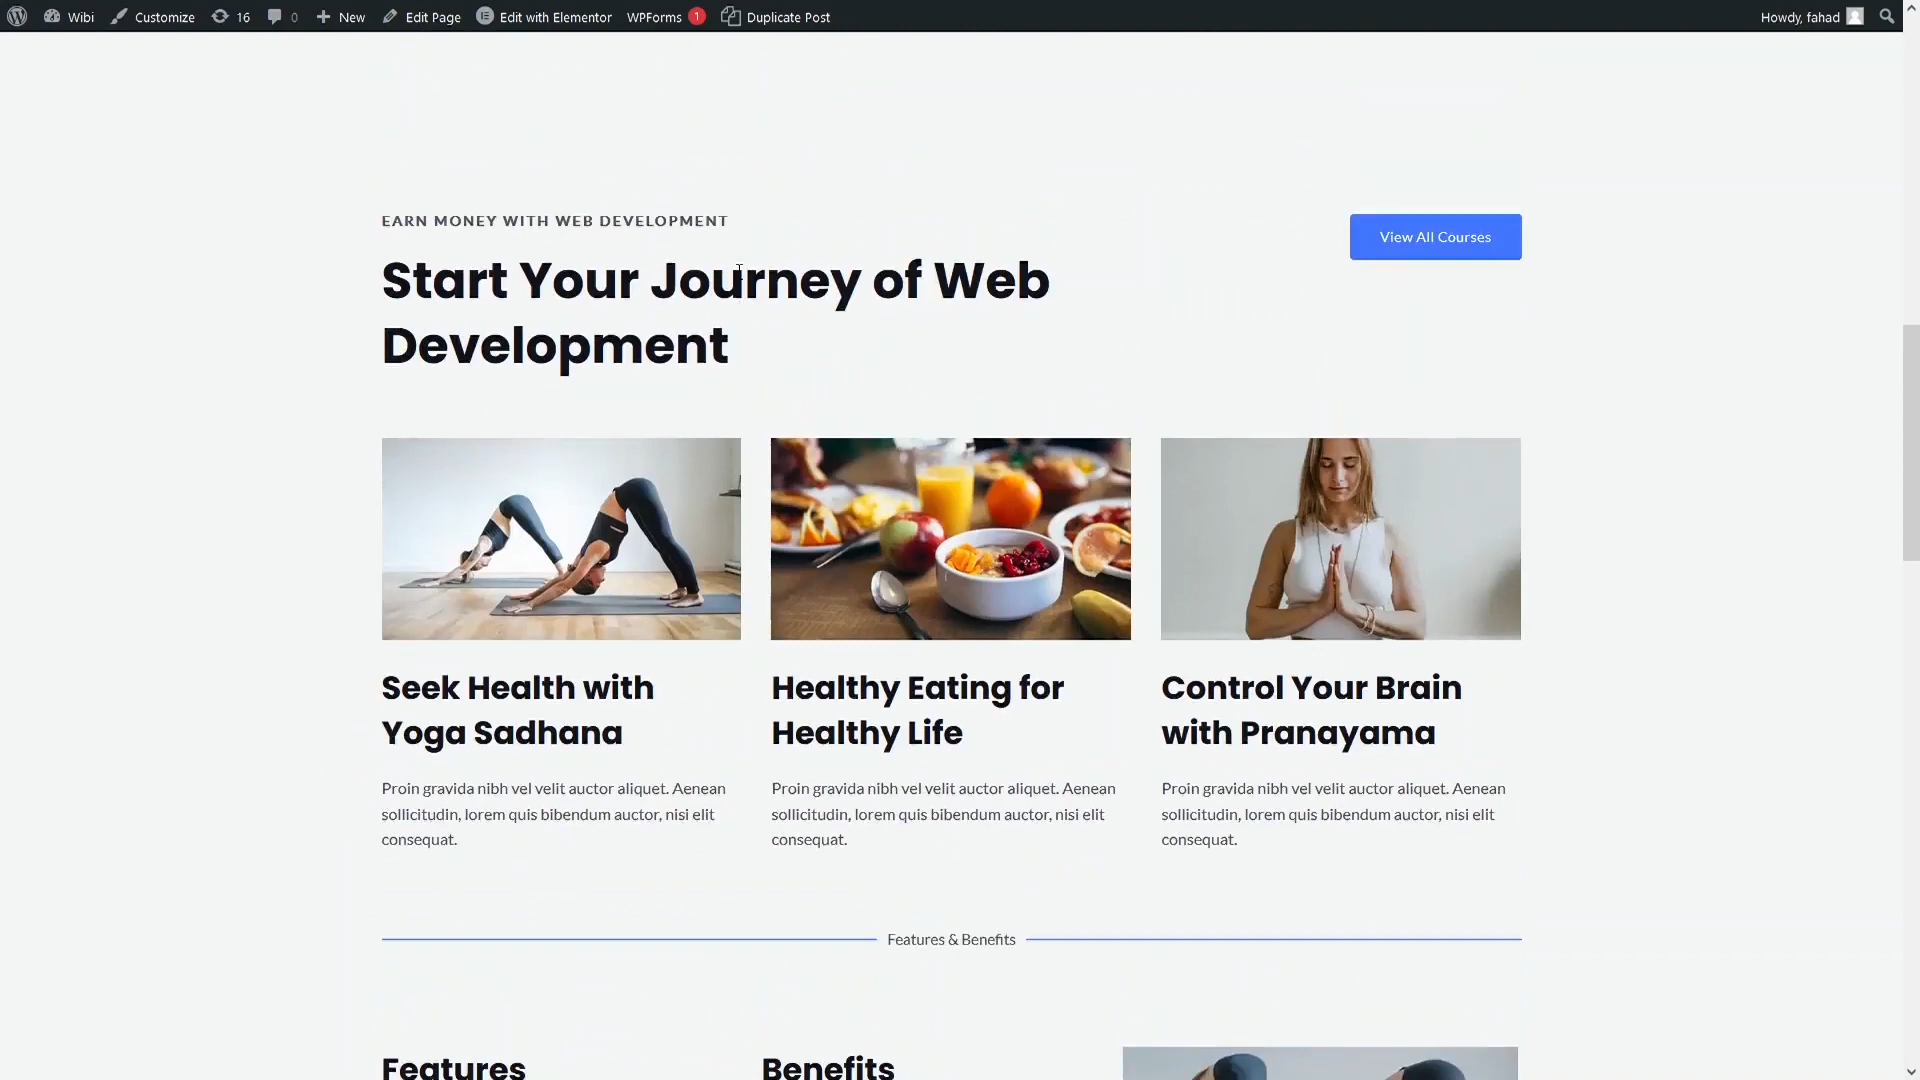 Wibi Customize 16 0 New Edit Page Edit with Elementor WPForms 1 Duplicate Post Howdy, fahad
EARN MONEY WITH WEB DEVELOPMENT
View All Courses
Start Your Journey of Web
Development
Seek Health with
Yoga Sadhana
Proin gravida nibh vel velit auctor aliquet. Aenean
sollicitudin, lorem quis bibendum auctor, nisi elit
consequat.
Healthy Eating for
Healthy Life
Proin gravida nibh vel velit auctor aliquet. Aenean
sollicitudin, lorem quis bibendum auctor, nisi elit
consequat.
Control Your Brain
with Pranayama
Proin gravida nibh vel velit auctor aliquet. Aenean
sollicitudin, lorem quis bibendum auctor, nisi elit
consequat.
Features & Benefits
Features
Benefits